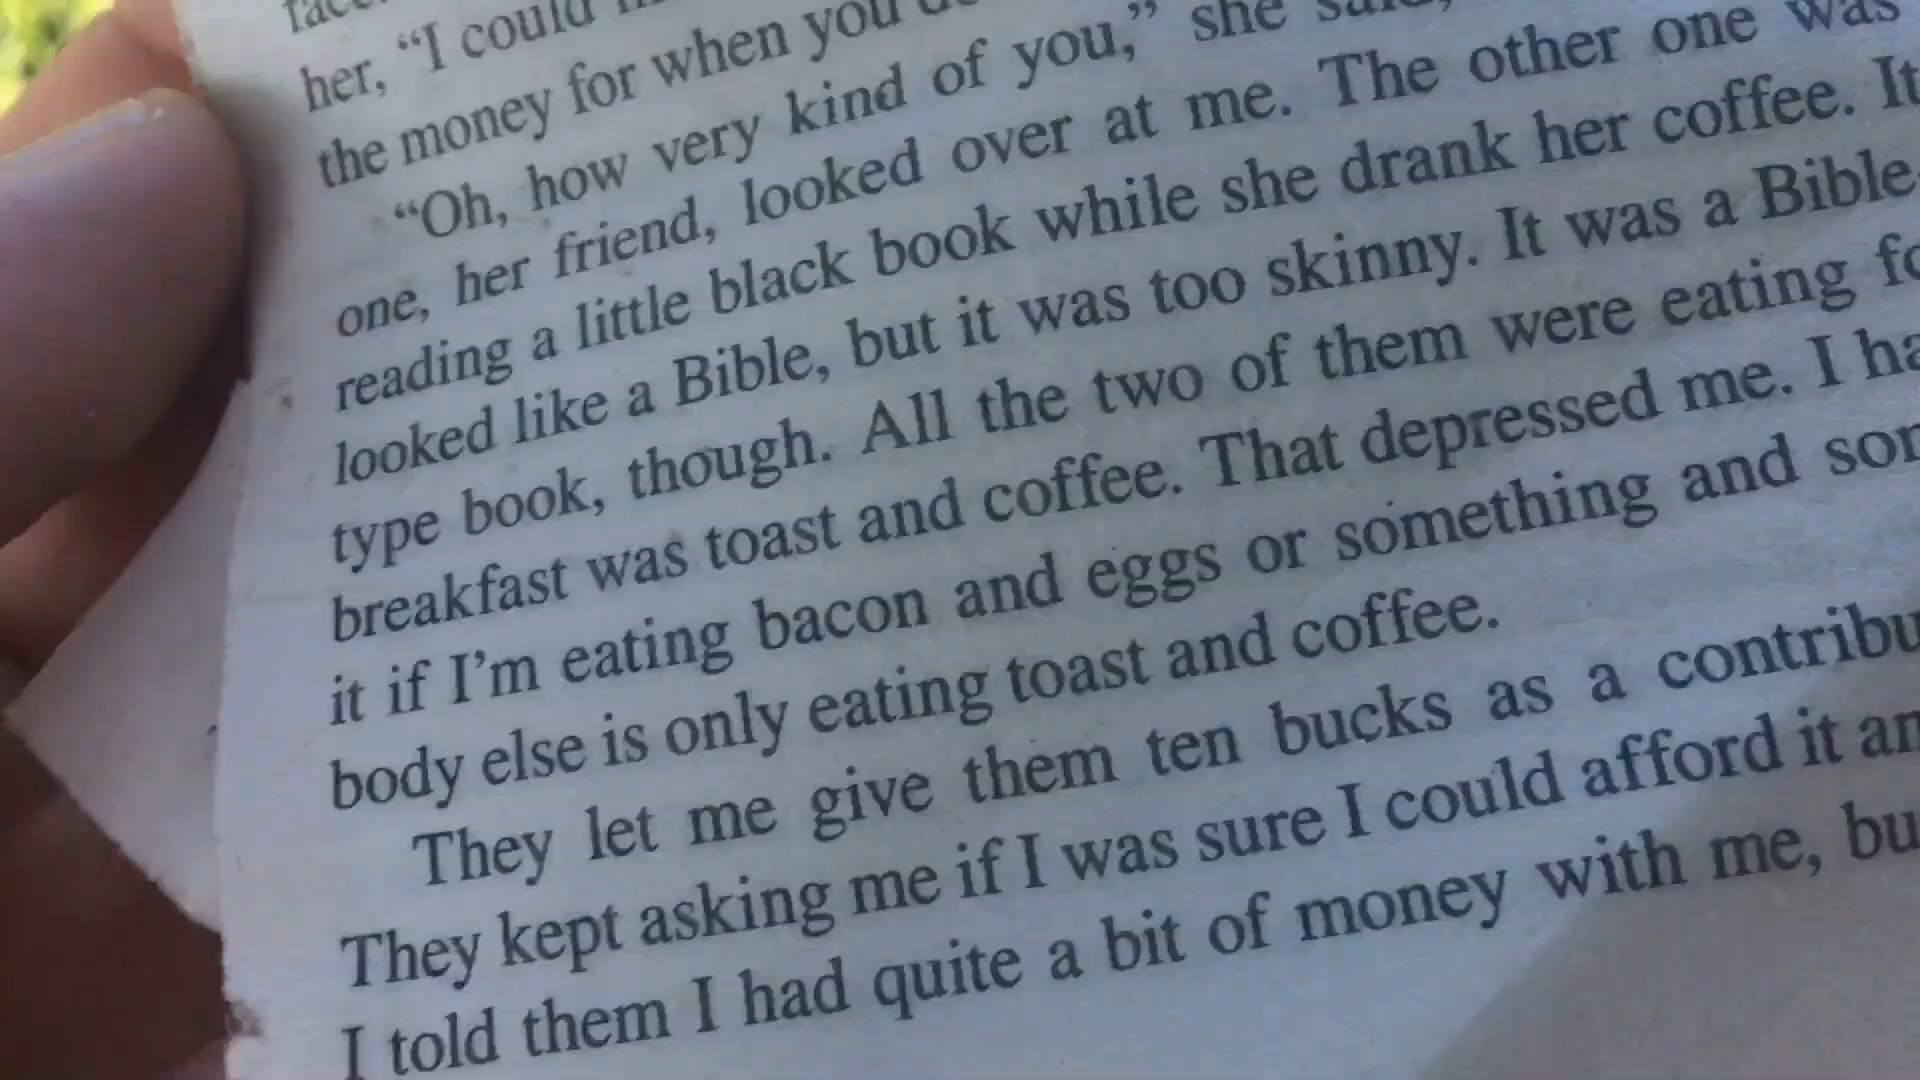 her, “I could
the money for when you
“Oh, how very kind of you,” she
one, her friend, looked over at me. The other one was
reading a little black book while she drank her coffee. It
looked like a Bible, but it was too skinny. It was a Bible-
type book, though. All the two of them were eating
breakfast was toast and coffee. That depressed me. I
it if I’m eating bacon and eggs or something and
body else is only eating toast and coffee.
They let me give them ten bucks as a
They kept asking me if I was sure I could afford it
I told them I had quite a bit of money with me,